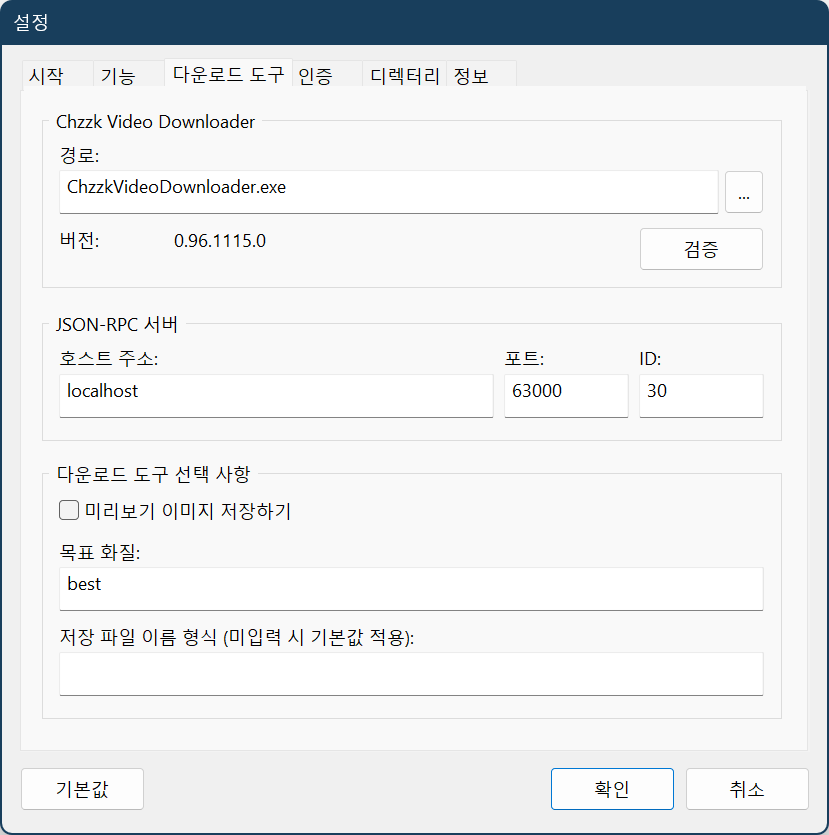 설정
시작 기능 다운로드 도구 인증 디렉터리 정보
Chzzk Video Downloader
경로:
ChzzkVideoDownloader.exe ...
버전: 0.96.1115.0 검증
JSON-RPC 서버
호스트 주소: 포트: ID:
localhost 63000 30
다운로드 도구 선택 사항
미리보기 이미지 저장하기
목표 화질:
best
저장 파일 이름 형식 (미입력 시 기본값 적용):
기본값 확인 취소